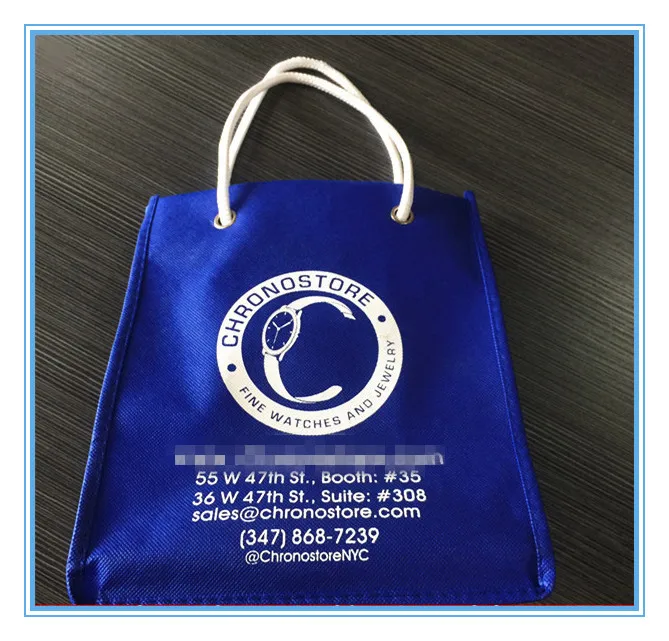 CHRONOSTORE
FINE WATCHES AND JEWELRY
55 W 47th St., Booth: #35
36 W 47th St., Suite: #308
sales@chronostore.com
(347) 868-7239
@ChronostoreNYC